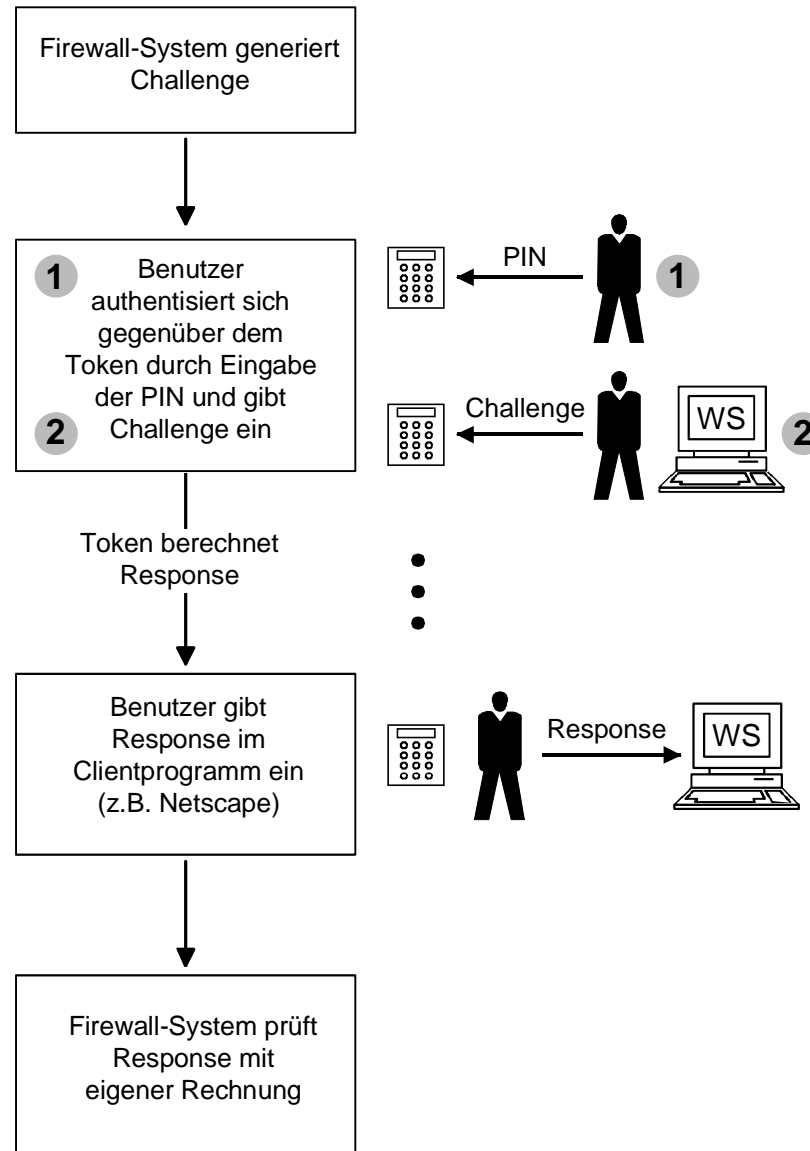 Firewall-System generiert
Challenge
1
Benutzer
authentisiert sich
gegenüber dem
Token durch Eingabe
der PIN und gibt
2
Challenge ein
PIN
1
Challenge
WS
2
Token berechnet
Response
Benutzer gibt
Response im
Clientprogramm ein
(z.B. Netscape)
Response
WS
Firewall-System prüft
Response mit
eigener Rechnung